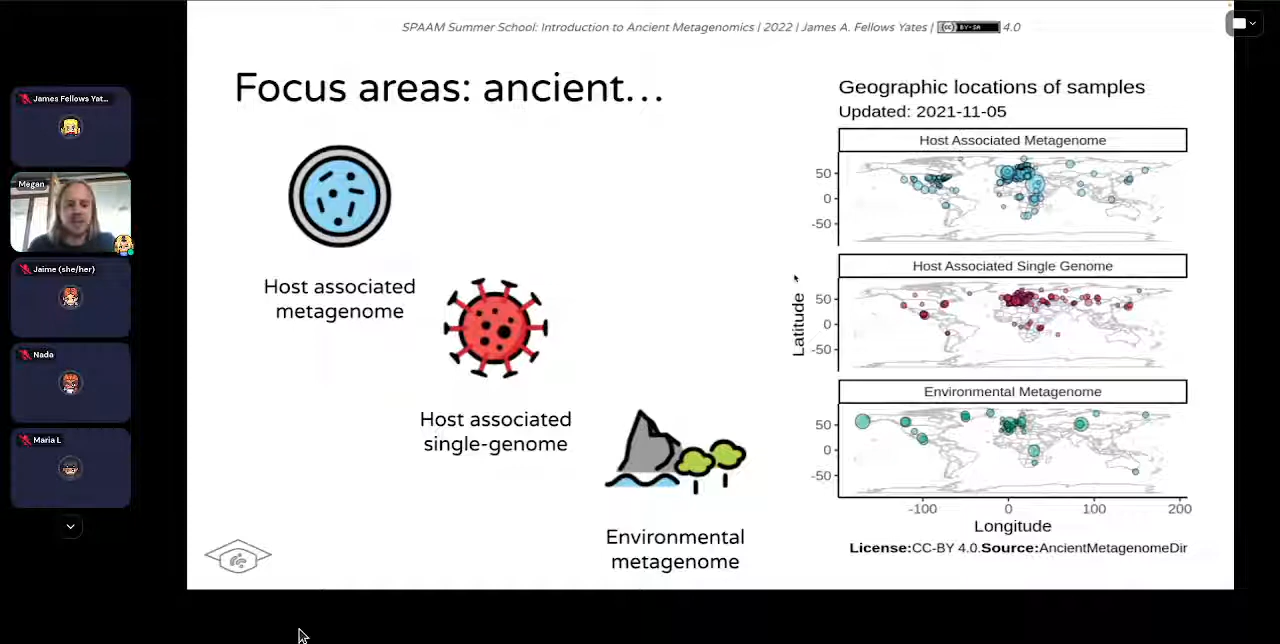 SPAAM Summer School: Introduction to Ancient Metagenomics | 2022 | James A. Fellows Yates | (cc) BY-SA 4.0
Focus areas: ancient…
Host associated
metagenome
Host associated
single-genome
Environmental
metagenome
Geographic locations of samples
Updated: 2021-11-05
Host Associated Metagenome
50
0
-50
Host Associated Single Genome
50
0
-50
Environmental Metagenome
50
0
-50
Latitude
-100 0 100 200
Longitude
License:CC-BY 4.0.Source:AncientMetagenomeDir
James Fellows Yat...
Megan
Jaime (she/her)
Nada
Maria L